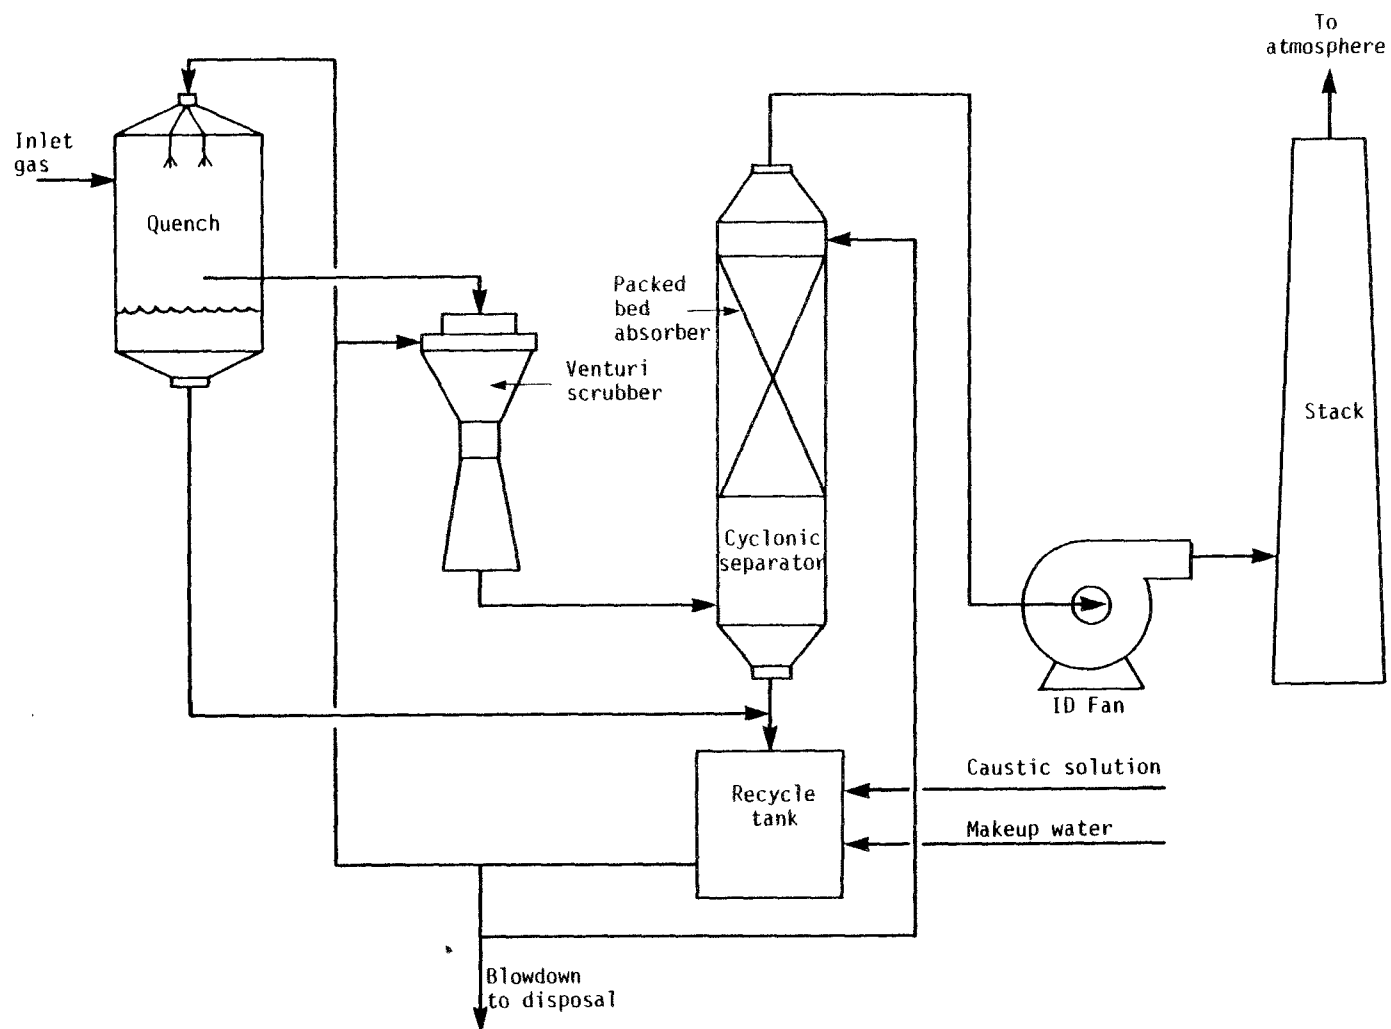 To
atmosphere
Inlet
gas
Quench
Packed
bed
absorber
Venturi
scrubber
Stack
Cyclonic
separator
ID Fan
Caustic solution
Recycle
tank
Makeup water
Blowdown
to disposal